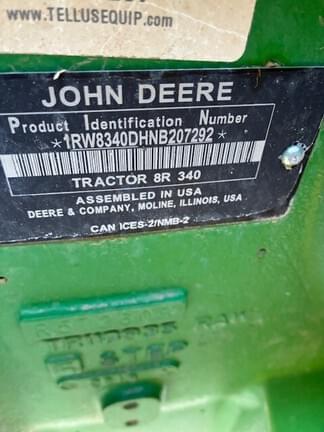 www.TELLUSEQUIP.com
JOHN DEERE
Product Identification Number
*1RW8340DHNB207292*
TRACTOR 8R 340
ASSEMBLED IN USA
DEERE & COMPANY, MOLINE, ILLINOIS, USA
CAN ICES-2/NMB-2